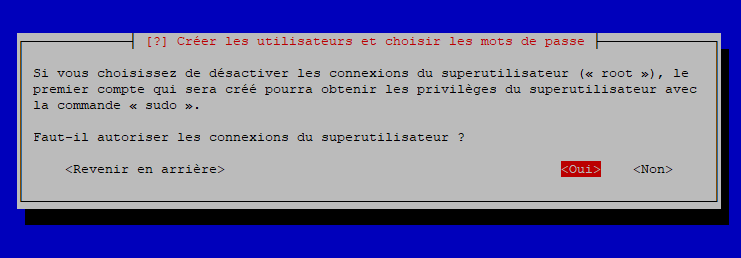 [?] Créer les utilisateurs et choisir les mots de passe
Si vous choisissez de désactiver les connexions du superutilisateur (« root »), le
premier compte qui sera créé pourra obtenir les privilèges du superutilisateur avec
la commande « sudo ».
Faut-il autoriser les connexions du superutilisateur ?
<Revenir en arrière> <Oui> <Non>